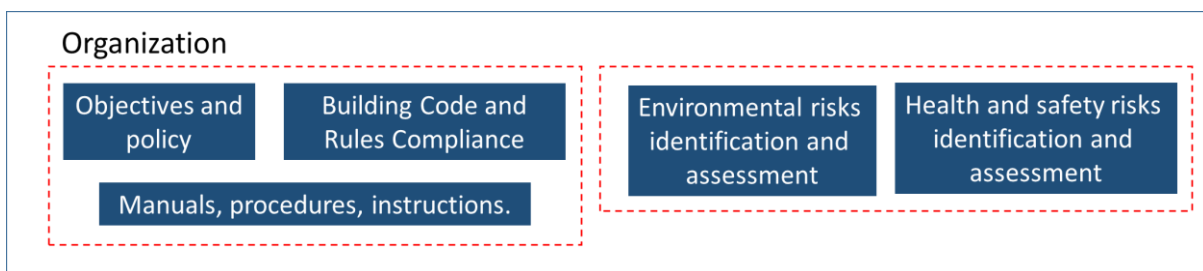 Organization
Objectives and
policy
Building Code and
Rules Compliance
Manuals, procedures, instructions.
Environmental risks
identification and
assessment
Health and safety risks
identification and
assessment